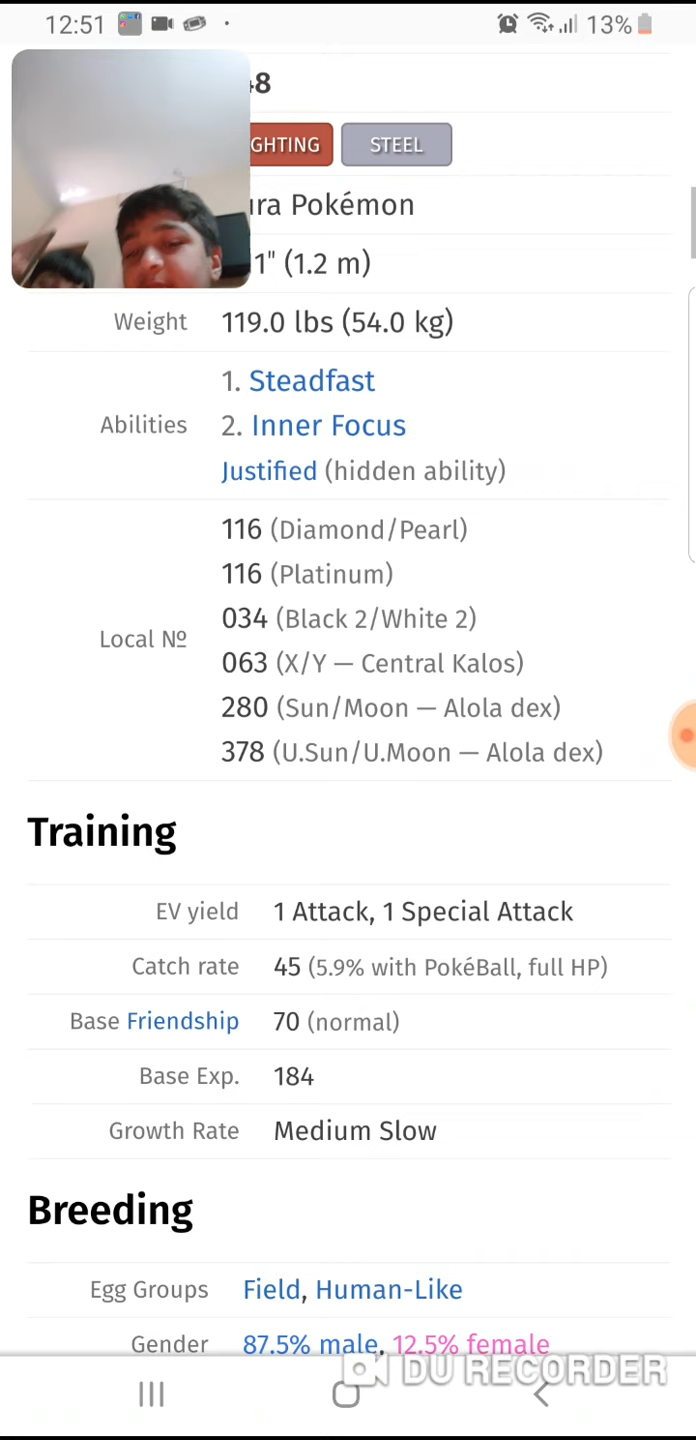 12:51 13%
48
GHTING STEEL
ura Pokémon
1" (1.2 m)
Weight 119.0 lbs (54.0 kg)
1. Steadfast
Abilities 2. Inner Focus
Justified (hidden ability)
116 (Diamond/Pearl)
116 (Platinum)
034 (Black 2/White 2)
Local № 063 (X/Y — Central Kalos)
280 (Sun/Moon — Alola dex)
378 (U.Sun/U.Moon — Alola dex)
Training
EV yield 1 Attack, 1 Special Attack
Catch rate 45 (5.9% with PokéBall, full HP)
Base Friendship 70 (normal)
Base Exp. 184
Growth Rate Medium Slow
Breeding
Egg Groups Field, Human-Like
Gender 87.5% male, 12.5% female
DU RECORDER